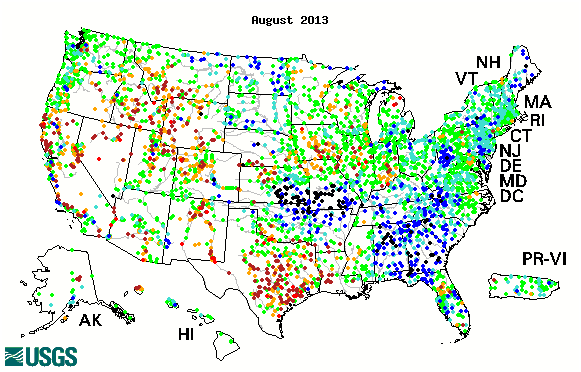 August 2013
NH
VT
MA
RI
CT
NJ
DE
MD
DC
PR-VI
AK
HI
USGS